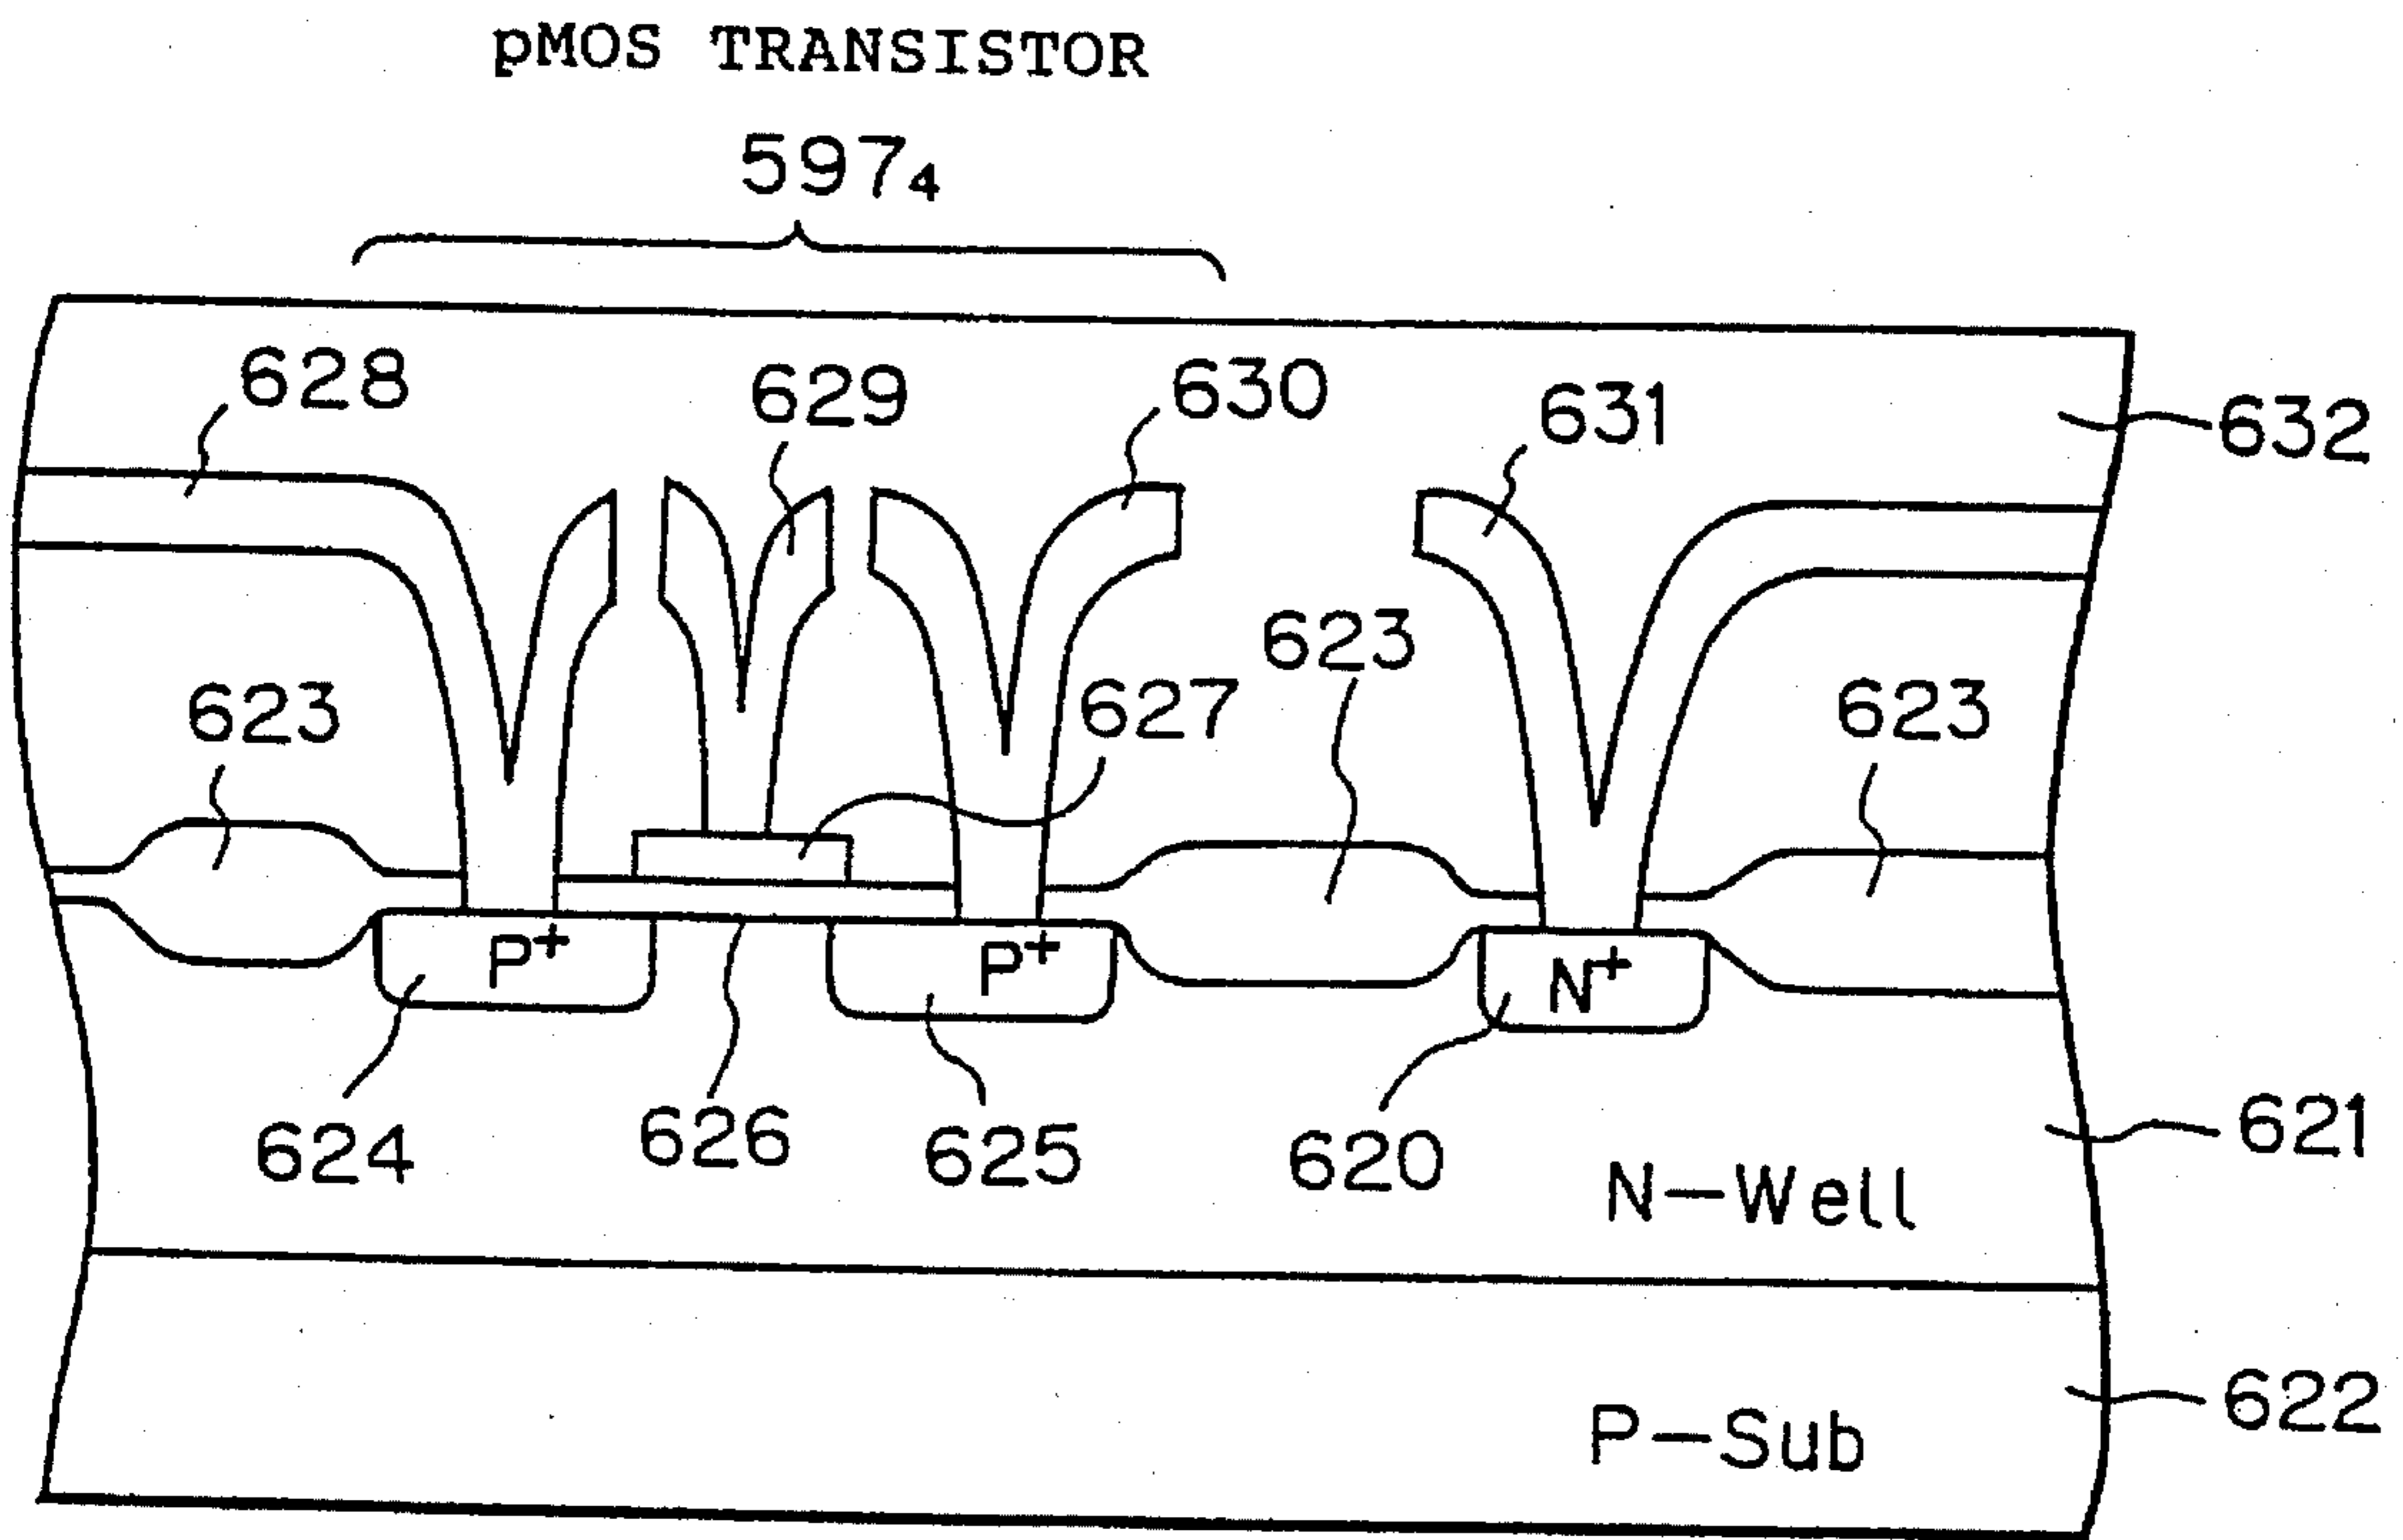 pMOS TRANSISTOR
597₄
628
629
630
631
632
623
627
623
623
P⁺
P⁺
N⁺
624
626
625
620
621
N-Well
622
P-Sub